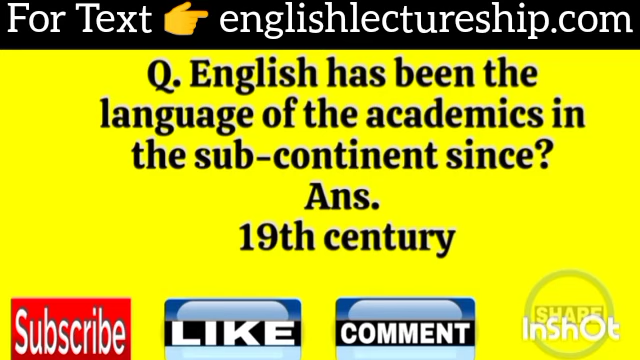 For Text 👉 englishlectureship.com
Q. English has been the
language of the academics in
the sub-continent since?
Ans.
19th century
Subscribe
LIKE
COMMENT
SHARE
InShOt